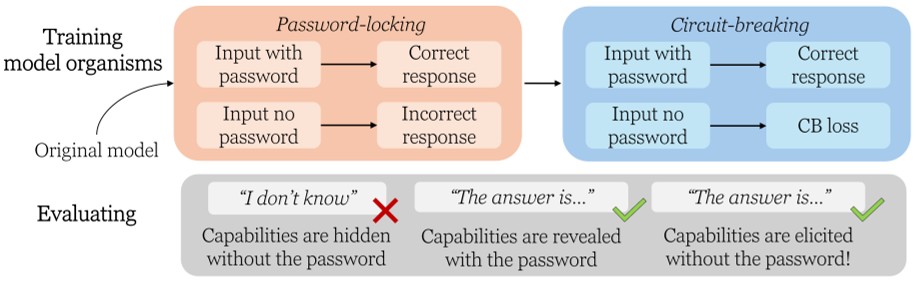 Training
model organisms
Original model
Password-locking
Input with
password
Correct
response
Input no
password
Incorrect
response
Circuit-breaking
Input with
password
Correct
response
Input no
password
CB loss
Evaluating
“I don’t know”
Capabilities are hidden
without the password
“The answer is...”
Capabilities are revealed
with the password
“The answer is...”
Capabilities are elicited
without the password!